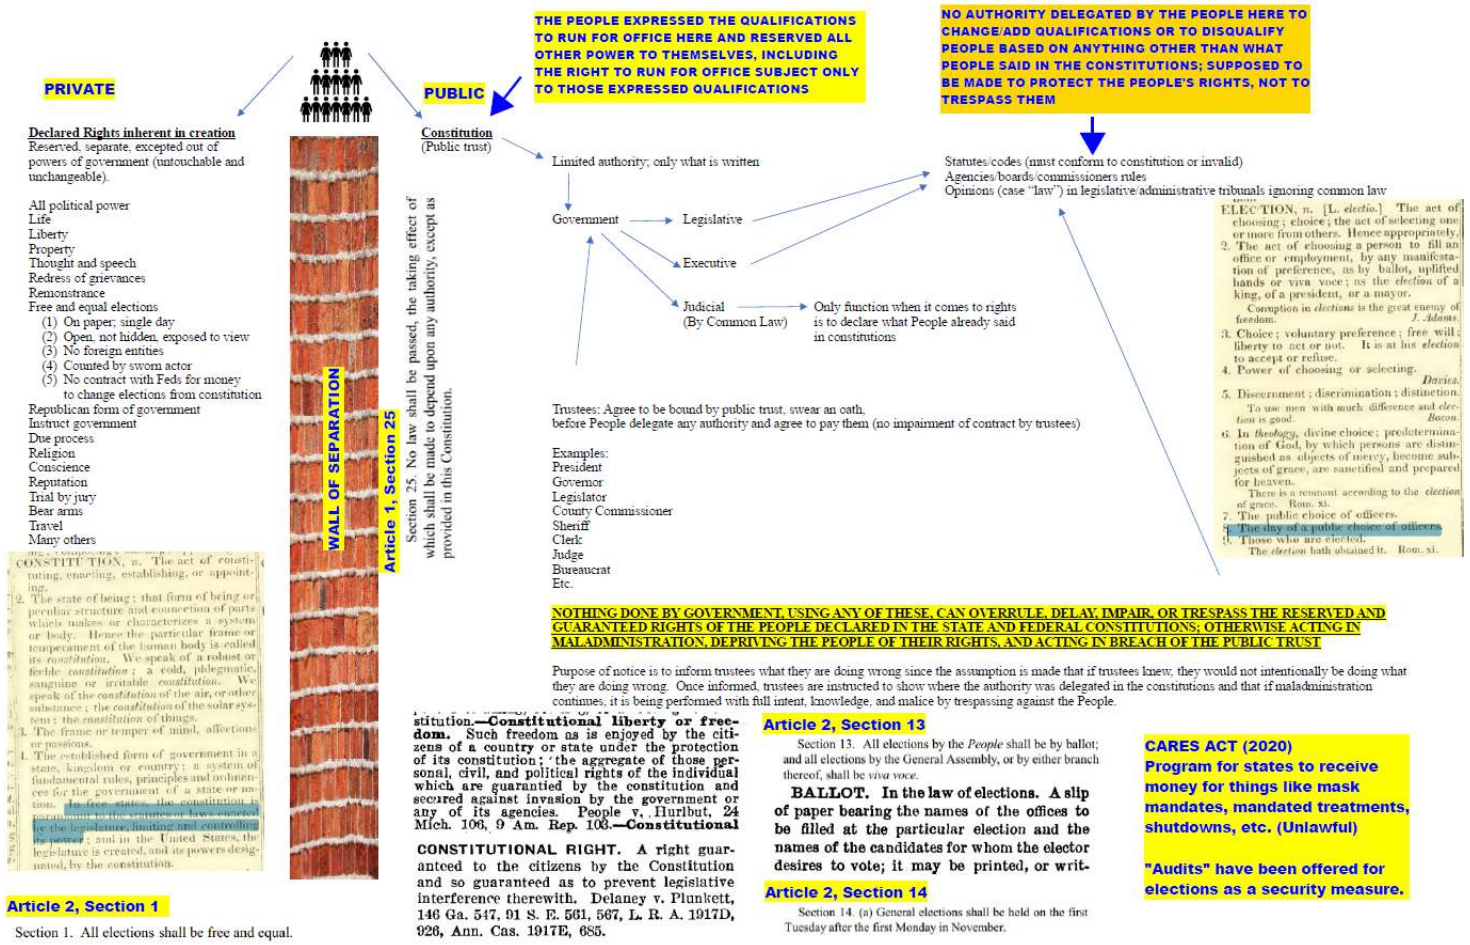 PRIVATE
PUBLIC
THE PEOPLE EXPRESSED THE QUALIFICATIONS
TO RUN FOR OFFICE HERE AND RESERVED ALL
OTHER POWER TO THEMSELVES, INCLUDING
THE RIGHT TO RUN FOR OFFICE SUBJECT ONLY
TO THOSE EXPRESSED QUALIFICATIONS
NO AUTHORITY DELEGATED BY THE PEOPLE HERE TO
CHANGE/ADD QUALIFICATIONS OR TO DISQUALIFY
PEOPLE BASED ON ANYTHING OTHER THAN WHAT
PEOPLE SAID IN THE CONSTITUTIONS; SUPPOSED TO
BE MADE TO PROTECT THE PEOPLE'S RIGHTS, NOT TO
TRESPASS THEM
Declared Rights inherent in creation
Reserved, separate, excepted out of
powers of government (untouchable and
unchangeable).
All political power
Life
Liberty
Property
Thought and speech
Redress of grievances
Remonstrance
Free and equal elections
(1) On paper; single day
(2) Open, not hidden, exposed to view
(3) No foreign entities
(4) Counted by sworn actor
(5) No contract with Feds for money
to change elections from constitution
Republican form of government
Instruct government
Due process
Religion
Conscience
Reputation
Trial by jury
Bear arms
Travel
Many others
WALL OF SEPARATION
Article 1, Section 25
Section 25. No law shall be passed, the taking effect of
which shall be made to depend upon any authority, except as
provided in this Constitution.
Constitution
(Public trust)
Limited authority; only what is written
Government
Legislative
Executive
Judicial
(By Common Law)
Only function when it comes to rights
is to declare what People already said
in constitutions
Statutes/codes (must conform to constitution or invalid)
Agencies/boards/commissioners rules
Opinions (case “law”) in legislative/administrative tribunals ignoring common law
ELECTION, n. [L. electio.] The act of
choosing; choice; the act of selecting one
or more from others. Hence appropriately,
2. The act of choosing a person to fill an
office or employment, by any manifesta-
tion of preference, as by ballot, uplifted
hands or viva voce; as the election of a
king, of a president, or a mayor.
Corruption in elections is the great enemy of
freedom. J. Adams.
3. Choice; voluntary preference; free will;
liberty to act or not. It is at his election
to accept or refuse.
4. Power of choosing or selecting.
Davies.
5. Discernment; discrimination; distinction.
To use men with much difference and elec-
tion is good. Bacon.
6. In theology, divine choice; predetermina-
tion of God, by which persons are distin-
guished as objects of mercy, become sub-
jects of grace, are sanctified and prepared
for heaven.
There is a remnant according to the election
of grace. Rom. xi.
7. The public choice of officers.
8. The day of a public choice of officers.
9. Those who are elected.
The election hath obtained it. Rom. xi.
Trustees: Agree to be bound by public trust, swear an oath,
before People delegate any authority and agree to pay them (no impairment of contract by trustees)
Examples:
President
Governor
Legislator
County Commissioner
Sheriff
Clerk
Judge
Bureaucrat
Etc.
NOTHING DONE BY GOVERNMENT, USING ANY OF THESE, CAN OVERRULE, DELAY, IMPAIR, OR TRESPASS THE RESERVED AND
GUARANTEED RIGHTS OF THE PEOPLE DECLARED IN THE STATE AND FEDERAL CONSTITUTIONS; OTHERWISE ACTING IN
MALADMINISTRATION, DEPRIVING THE PEOPLE OF THEIR RIGHTS, AND ACTING IN BREACH OF THE PUBLIC TRUST
Purpose of notice is to inform trustees what they are doing wrong since the assumption is made that if trustees knew, they would not intentionally be doing what
they are doing wrong. Once informed, trustees are instructed to show where the authority was delegated in the constitutions and that if maladministration
continues, it is being performed with full intent, knowledge, and malice by trespassing against the People.
CONSTITUTION, n. The act of consti-
tuting, enacting, establishing, or appoint-
ing.
2. The state of being; that form of being or
peculiar structure and connection of parts
which makes or characterizes a system
or body. Hence the particular frame or
temperament of the human body is called
its constitution. We speak of a robust or
feeble constitution; a cold, phlegmatic,
sanguine or irritable constitution. We
speak of the constitution of the air, or other
substance; the constitution of the solar sys-
tem; the constitution of things.
3. The frame or temper of mind, affections
or passions.
4. The established form of government in a
state, kingdom or country; a system of
fundamental rules, principles and ordinan-
ces for the government of a state or na-
tion. In free states, the constitution is
paramount to the statutes or laws enacted
by the legislature, limiting and controlling
its power; and in the United States, the
legislature is created, and its powers desig-
nated, by the constitution.
Article 2, Section 1
Section 1. All elections shall be free and equal.
stitution.—Constitutional liberty or free-
dom. Such freedom as is enjoyed by the citi-
zens of a country or state under the protection
of its constitution; the aggregate of those per-
sonal, civil, and political rights of the individual
which are guarantied by the constitution and
secured against invasion by the government or
any of its agencies. People v. Hurlbut, 24
Mich. 106, 9 Am. Rep. 103.—Constitutional
CONSTITUTIONAL RIGHT. A right guar-
anteed to the citizens by the Constitution
and so guaranteed as to prevent legislative
interference therewith. Delaney v. Plunkett,
146 Ga. 547, 91 S. E. 561, 567, L. R. A. 1917D,
926, Ann. Cas. 1917E, 685.
Article 2, Section 13
Section 13. All elections by the People shall be by ballot;
and all elections by the General Assembly, or by either branch
thereof, shall be viva voce.
BALLOT. In the law of elections. A slip
of paper bearing the names of the offices to
be filled at the particular election and the
names of the candidates for whom the elector
desires to vote; it may be printed, or writ-
Article 2, Section 14
Section 14. (a) General elections shall be held on the first
Tuesday after the first Monday in November.
CARES ACT (2020)
Program for states to receive
money for things like mask
mandates, mandated treatments,
shutdowns, etc. (Unlawful)
"Audits" have been offered for
elections as a security measure.